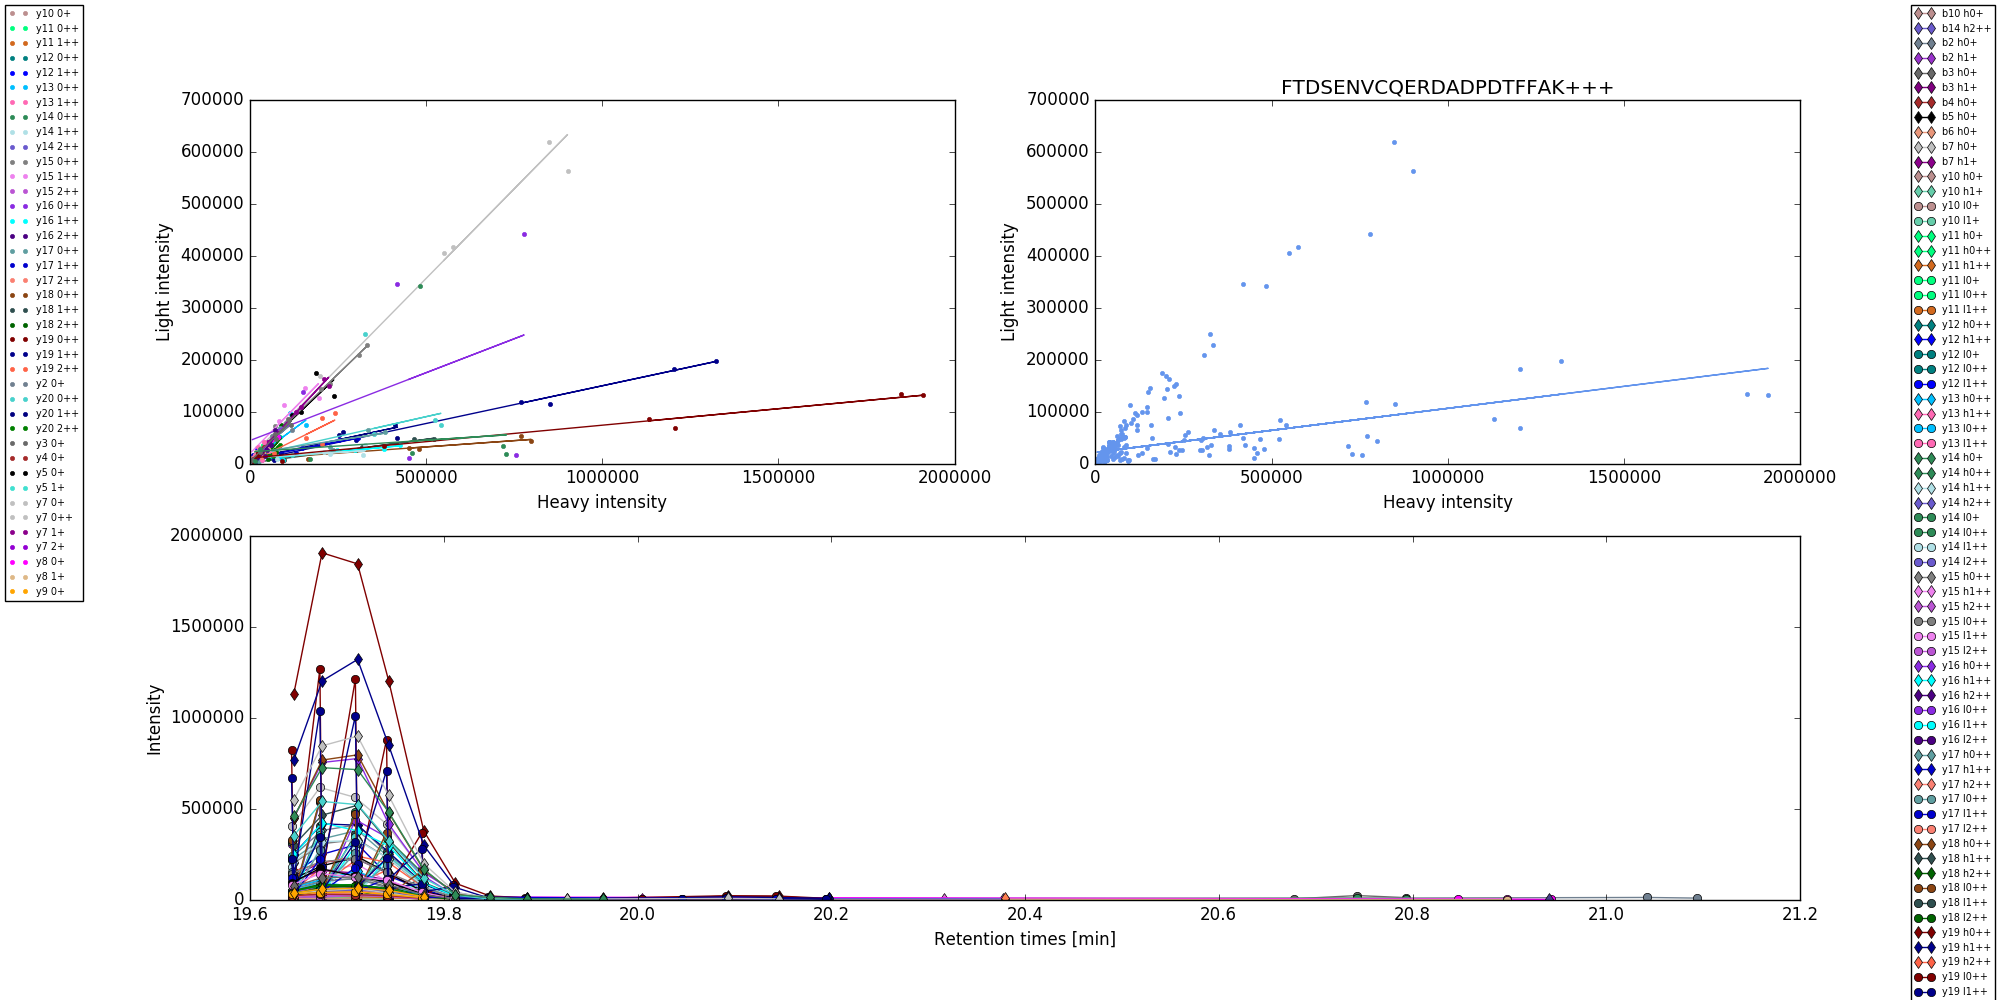 y10 0+
y11 0++
y11 1++
y12 0++
y12 1++
y13 0++
y13 1++
y14 0++
y14 1++
y14 2++
y15 0++
y15 1++
y15 2++
y16 0++
y16 1++
y16 2++
y17 0++
y17 1++
y17 2++
y18 0++
y18 1++
y18 2++
y19 0++
y19 1++
y19 2++
y2 0+
y20 0++
y20 1++
y20 2++
y3 0+
y4 0+
y5 0+
y5 1+
y7 0+
y7 0++
y7 1+
y7 2+
y8 0+
y8 1+
y9 0+
700000
600000
500000
400000
300000
200000
100000
0
Light intensity
0 500000 1000000 1500000 2000000
Heavy intensity
FTDSENVCQERDADPDTFFAK+++
700000
600000
500000
400000
300000
200000
100000
0
Light intensity
0 500000 1000000 1500000 2000000
Heavy intensity
2000000
1500000
1000000
500000
0
Intensity
19.6 19.8 20.0 20.2 20.4 20.6 20.8 21.0 21.2
Retention times [min]
b10 h0+
b14 h2++
b2 h0+
b2 h1+
b3 h0+
b3 h1+
b4 h0+
b5 h0+
b6 h0+
b7 h0+
b7 h1+
y10 h0+
y10 h1+
y10 l0+
y10 l1+
y11 h0+
y11 h0++
y11 h1++
y11 l0+
y11 l0++
y11 l1++
y12 h0++
y12 h1++
y12 l0+
y12 l0++
y12 l1++
y13 h0++
y13 h1++
y13 l0++
y13 l1++
y14 h0+
y14 h0++
y14 h1++
y14 h2++
y14 l0+
y14 l0++
y14 l1++
y14 l2++
y15 h0++
y15 h1++
y15 h2++
y15 l0++
y15 l1++
y15 l2++
y16 h0++
y16 h1++
y16 h2++
y16 l0++
y16 l1++
y16 l2++
y17 h0++
y17 h1++
y17 h2++
y17 l0++
y17 l1++
y17 l2++
y18 h0++
y18 h1++
y18 h2++
y18 l0++
y18 l1++
y18 l2++
y19 h0++
y19 h1++
y19 h2++
y19 l0++
y19 l1++